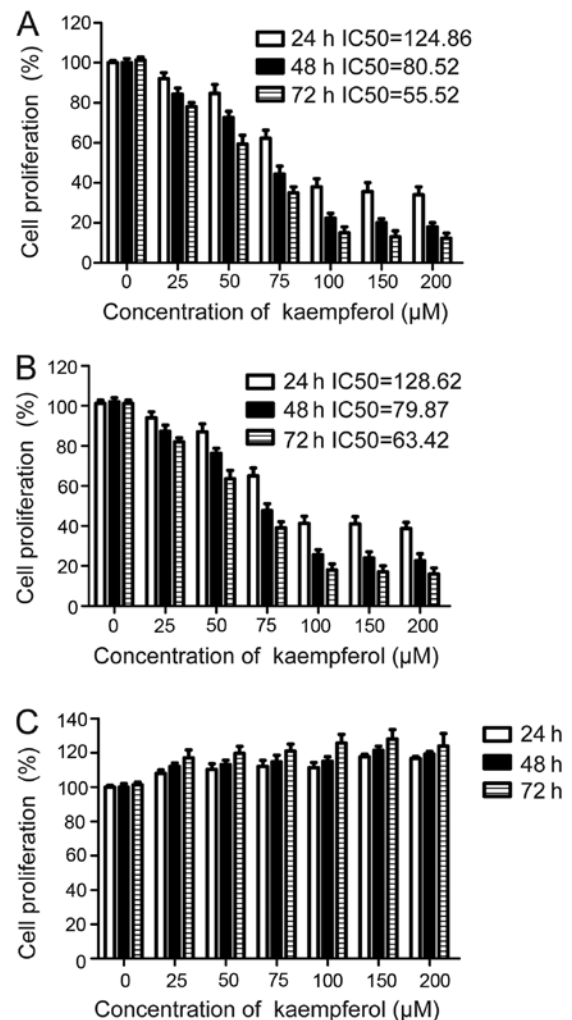 A
24 h IC50=124.86
48 h IC50=80.52
72 h IC50=55.52
Cell proliferation (%)
120
100
80
60
40
20
0
0 25 50 75 100 150 200
Concentration of kaempferol (µM)
B
24 h IC50=128.62
48 h IC50=79.87
72 h IC50=63.42
Cell proliferation (%)
120
100
80
60
40
20
0
0 25 50 75 100 150 200
Concentration of kaempferol (µM)
C
24 h
48 h
72 h
Cell proliferation (%)
140
120
100
80
60
40
20
0
0 25 50 75 100 150 200
Concentration of kaempferol (µM)